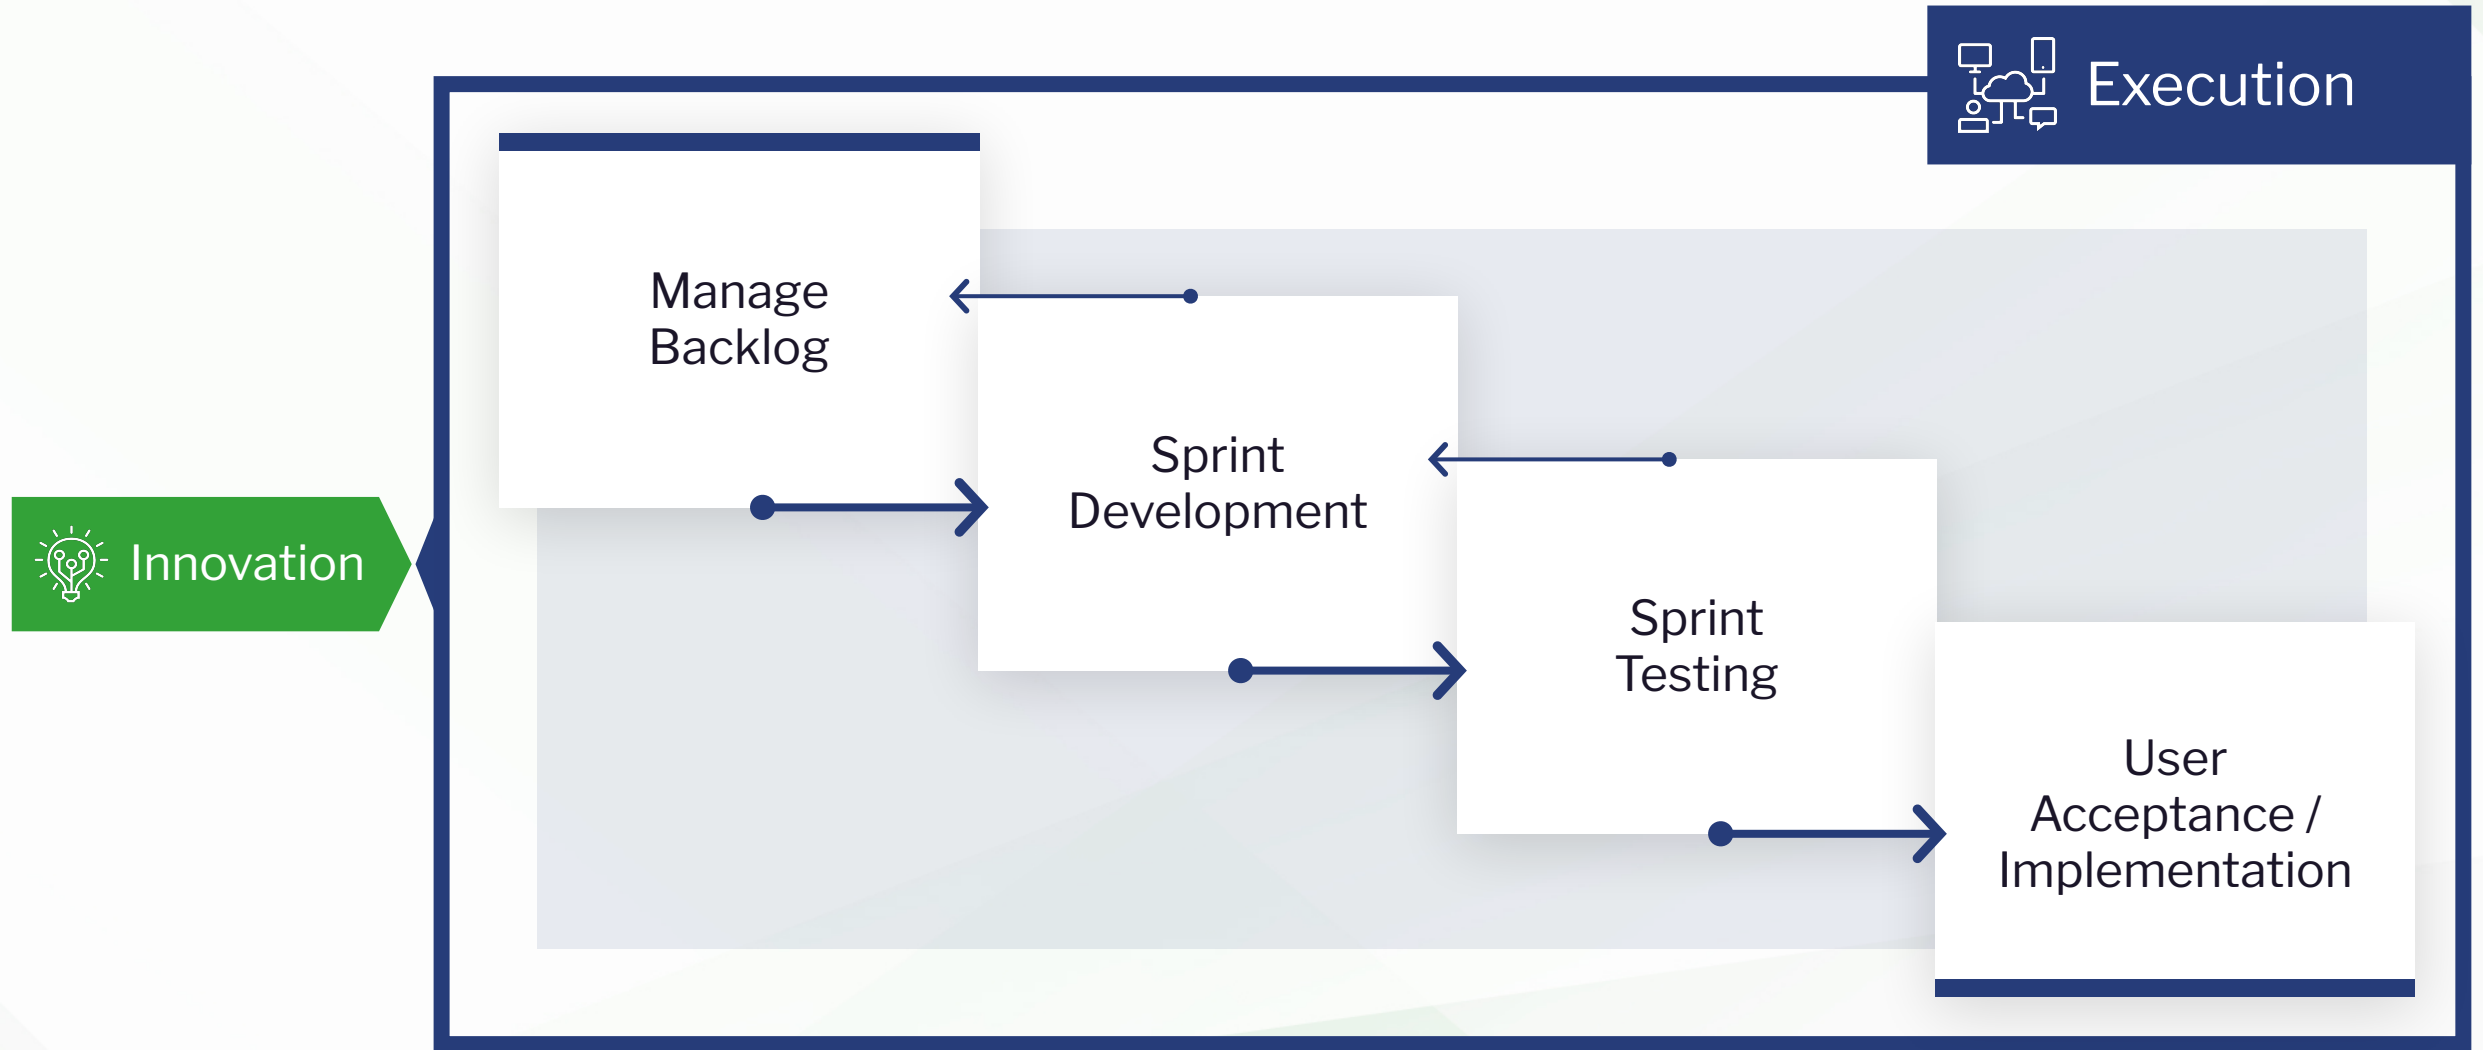 Execution
Manage
Backlog
Sprint
Development
Innovation
Sprint
Testing
User
Acceptance /
Implementation